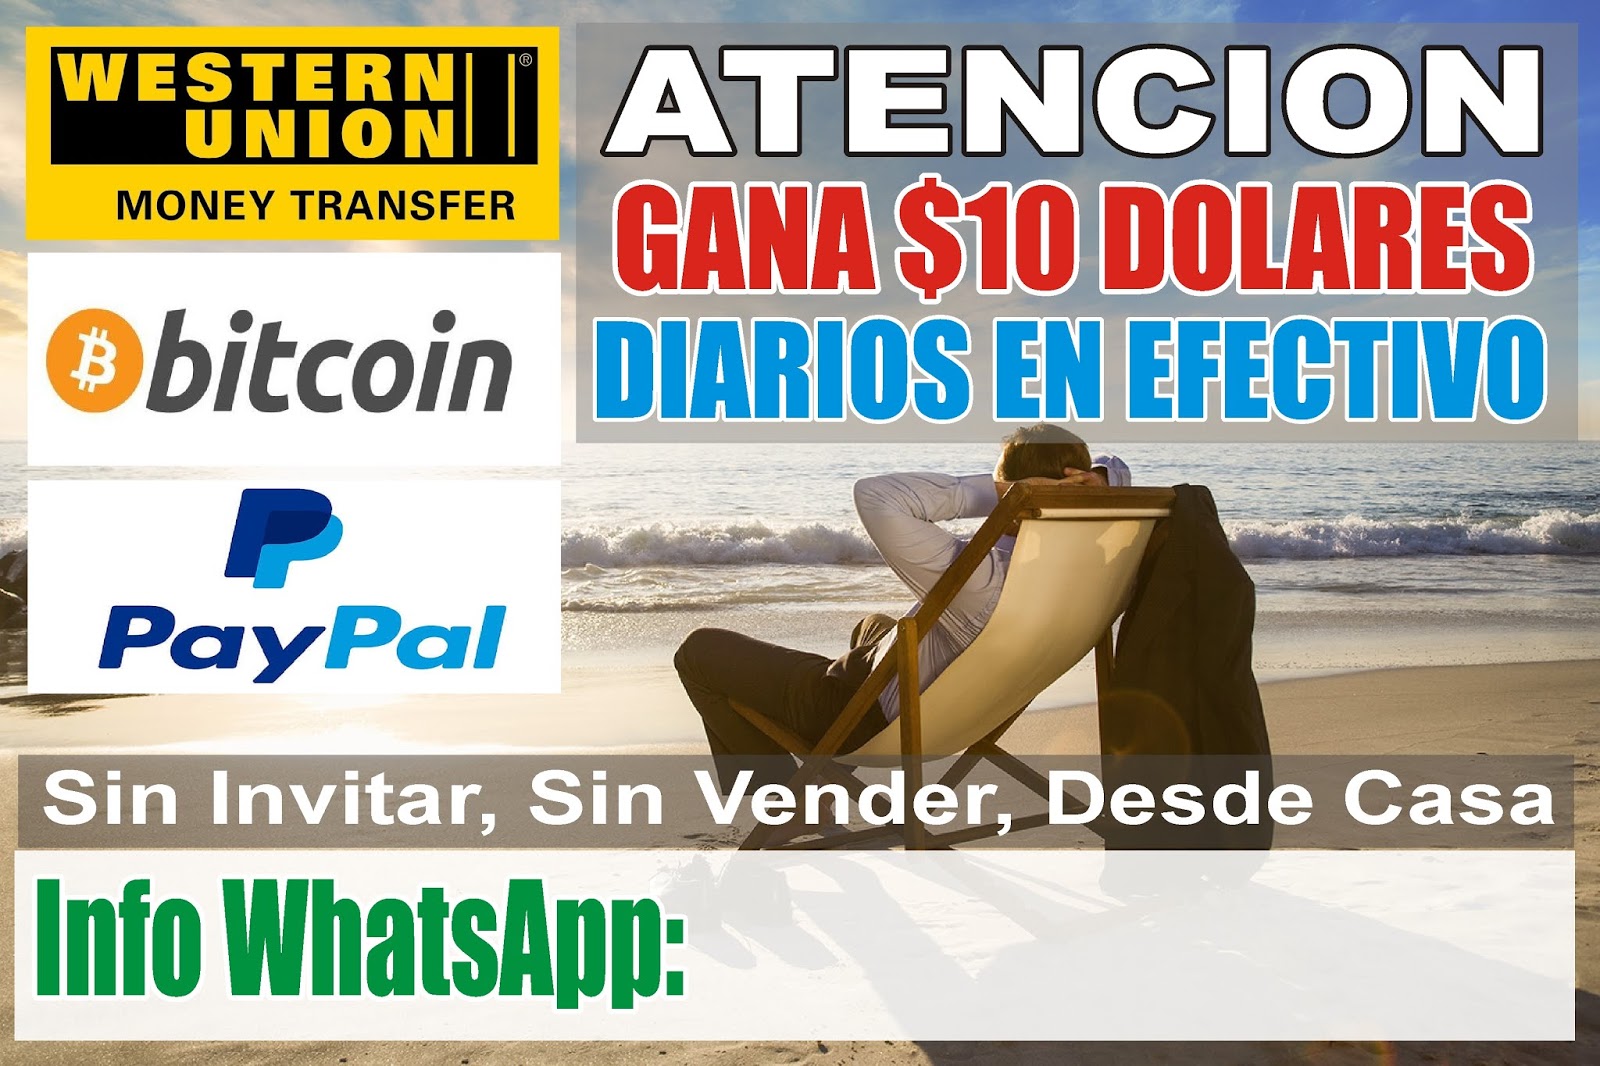 WESTERN
UNION ®
MONEY TRANSFER
bitcoin
PayPal
ATENCION
GANA $10 DOLARES
DIARIOS EN EFECTIVO
Sin Invitar, Sin Vender, Desde Casa
Info WhatsApp: